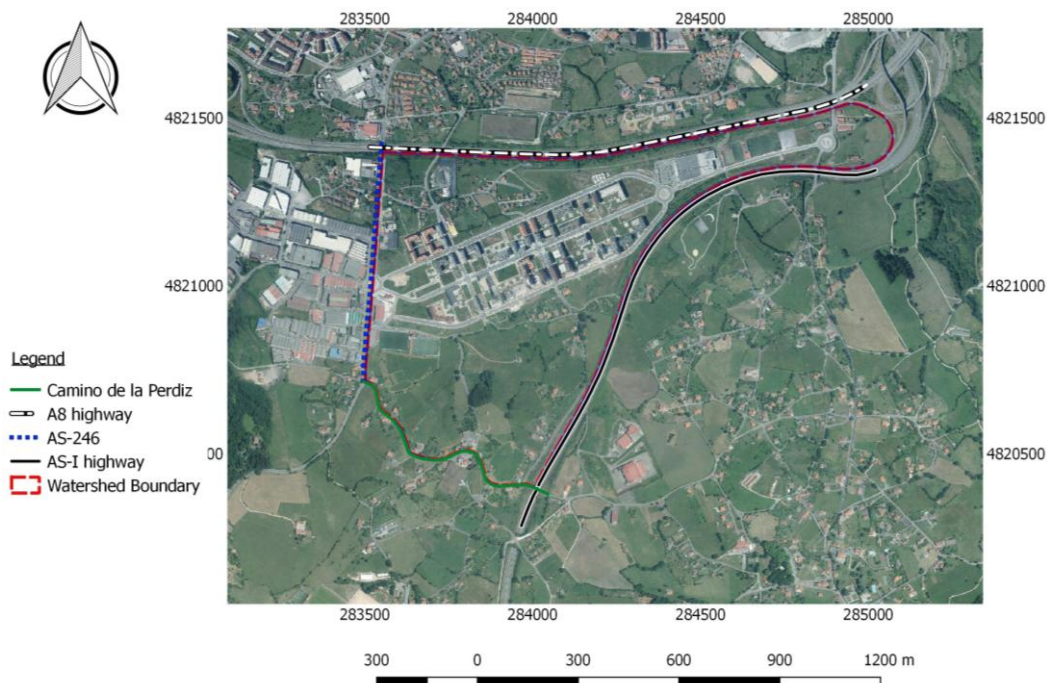 283500 284000 284500 285000
4821500 4821500
4821000 4821000
Legend
Camino de la Perdiz
A8 highway
AS-246
AS-I highway
Watershed Boundary
00 4820500
283500 284000 284500 285000
300 0 300 600 900 1200 m